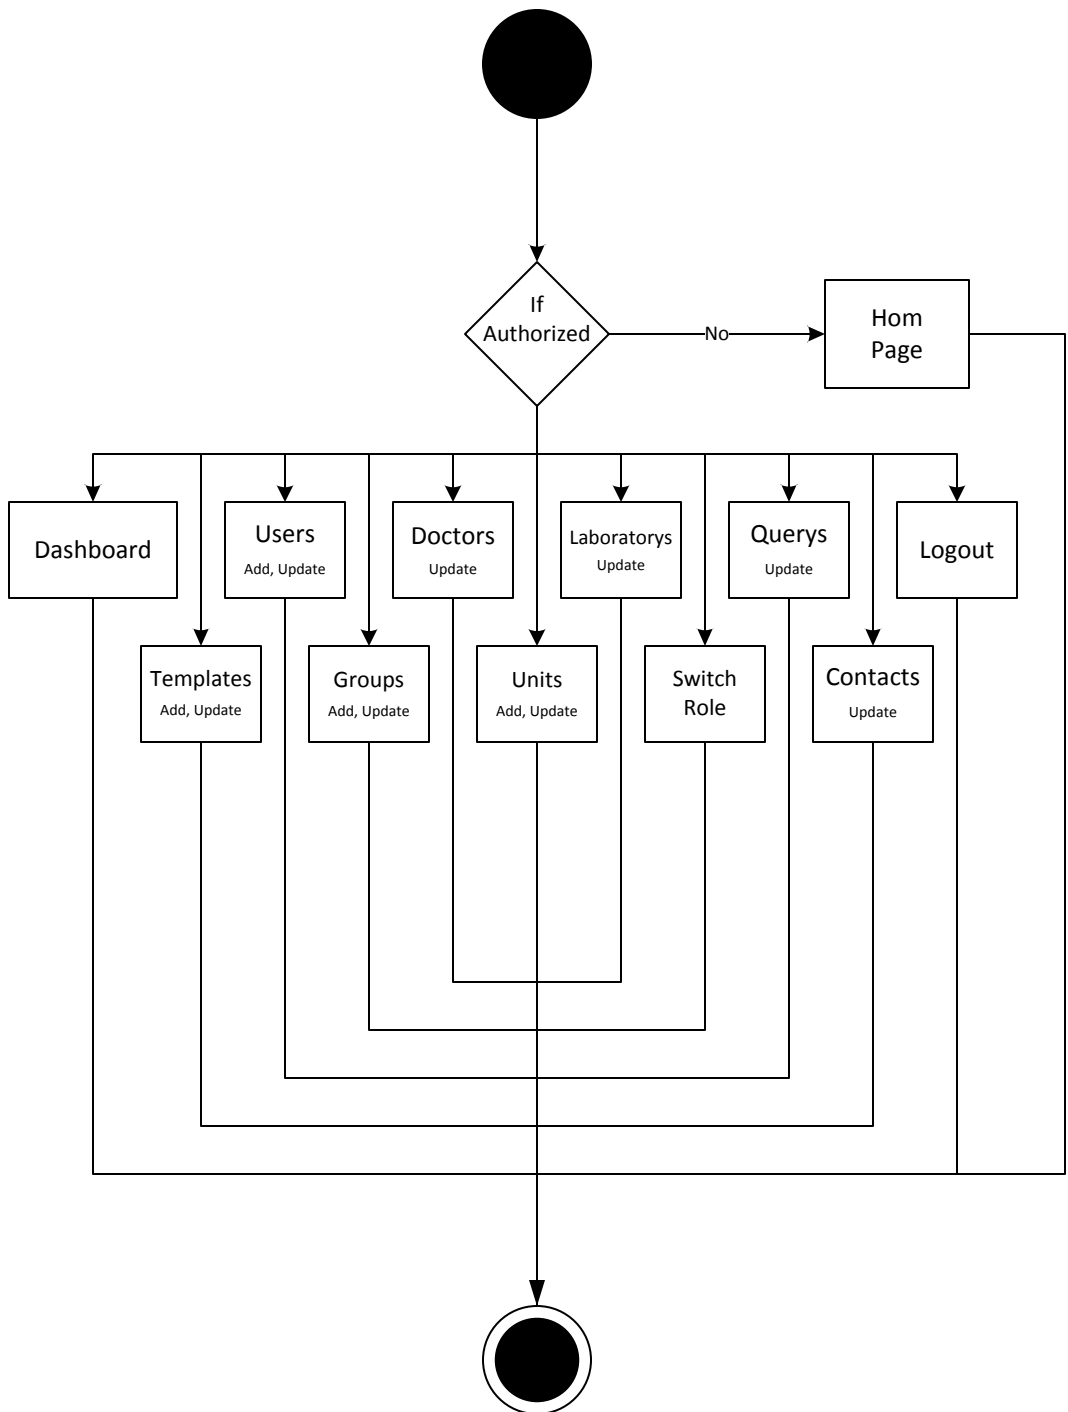 If
Authorized
No
Hom
Page
Dashboard
Users
Add, Update
Doctors
Update
Laboratorys
Update
Querys
Update
Logout
Templates
Add, Update
Groups
Add, Update
Units
Add, Update
Switch
Role
Contacts
Update